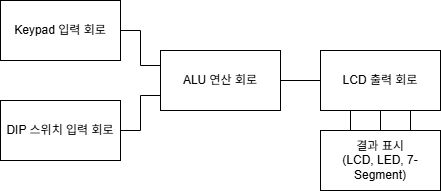 Keypad 입력 회로
ALU 연산 회로
LCD 출력 회로
DIP 스위치 입력 회로
결과 표시
(LCD, LED, 7-
Segment)